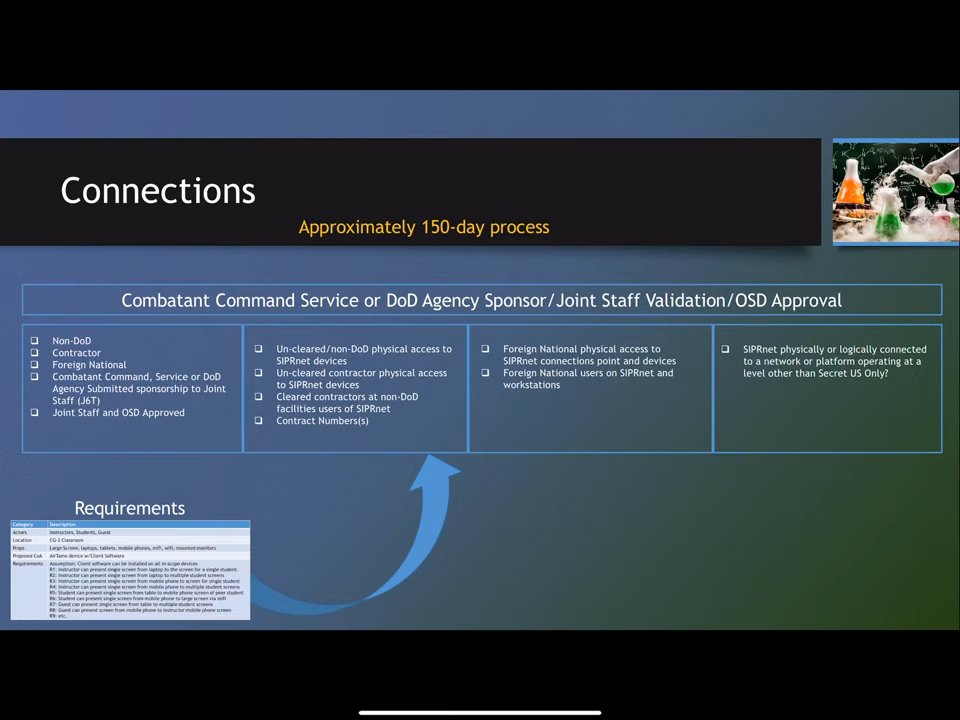 Connections
Approximately 150-day process
Combatant Command Service or DoD Agency Sponsor/Joint Staff Validation/OSD Approval
Non-DoD
Contractor
Foreign National
Combatant Command, Service or DoD
Agency Submitted sponsorship to Joint
Staff (J6T)
Joint Staff and OSD Approved
Un-cleared/non-DoD physical access to
SIPRnet devices
Un-cleared contractor physical access
to SIPRnet devices
Cleared contractors at non-DoD
facilities users of SIPRnet
Contract Numbers(s)
Foreign National physical access to
SIPRnet connections point and devices
Foreign National users on SIPRnet and
workstations
SIPRnet physically or logically connected
to a network or platform operating at a
level other than Secret US Only?
Requirements
Category Description
Actors Instructors, Students, Guest
Location CG-2 Classroom
Props Large Screen, laptops, tablets, mobile phones, mifi, wifi, mounted monitors
Proposed CoA AirTame device w/Client Software
Requirements Assumption: Client software can be installed on all in-scope devices
R1: Instructor can present single screen from laptop to the screen for a single student.
R2: Instructor can present single screen from laptop to multiple student screens
R3: Instructor can present single screen from mobile phone to screen for single student
R4: Instructor can present single screen from mobile phone to multiple student screens
R5: Student can present single screen from table to mobile phone screen of peer student
R6: Student can present single screen from mobile phone to large screen via mifi
R7: Guest can present single screen from table to multiple student screens
R8: Guest can present screen from mobile phone to instructor mobile phone screen
R9: etc.